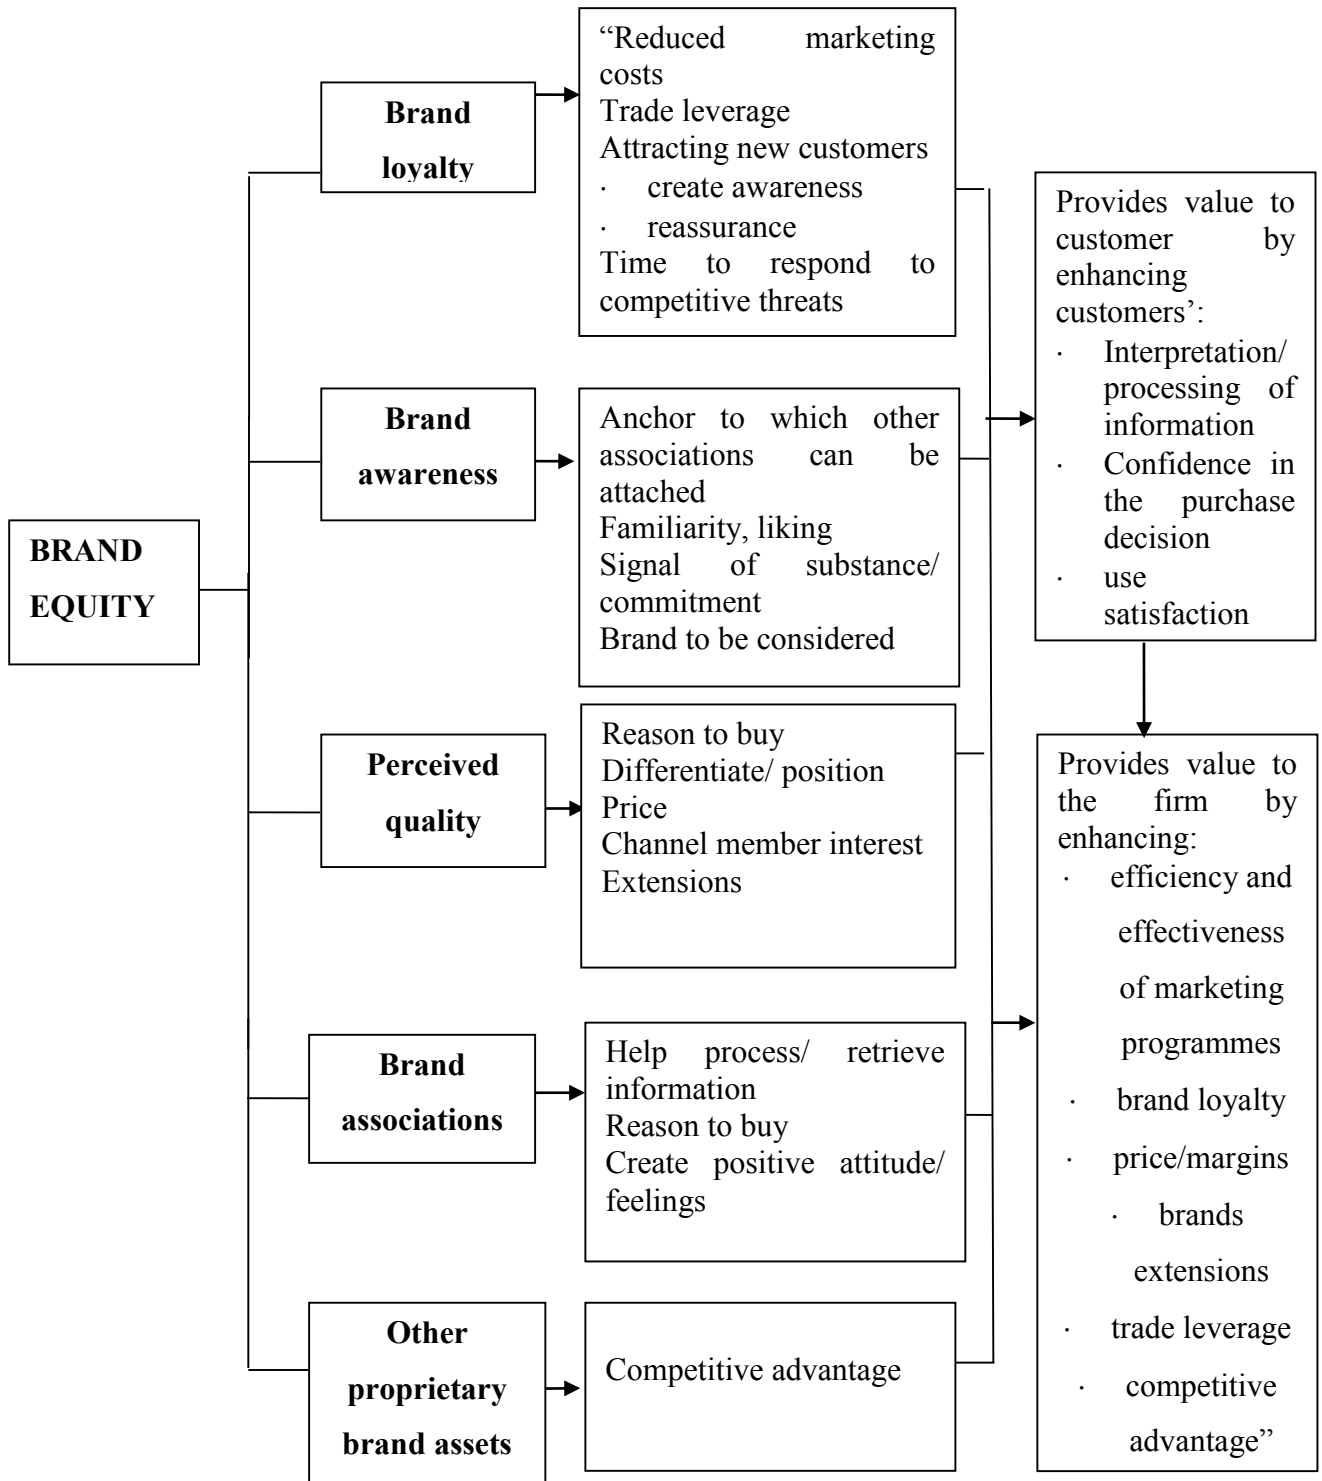 BRAND
EQUITY
Brand
loyalty
“Reduced marketing
costs
Trade leverage
Attracting new customers
· create awareness
· reassurance
Time to respond to
competitive threats
Brand
awareness
Anchor to which other
associations can be
attached
Familiarity, liking
Signal of substance/
commitment
Brand to be considered
Perceived
quality
Reason to buy
Differentiate/ position
Price
Channel member interest
Extensions
Brand
associations
Help process/ retrieve
information
Reason to buy
Create positive attitude/
feelings
Other
proprietary
brand assets
Competitive advantage
Provides value to
customer by
enhancing
customers’:
· Interpretation/
processing of
information
· Confidence in
the purchase
decision
· use
satisfaction
Provides value to
the firm by
enhancing:
· efficiency and
effectiveness
of marketing
programmes
· brand loyalty
· price/margins
· brands
extensions
· trade leverage
· competitive
advantage”